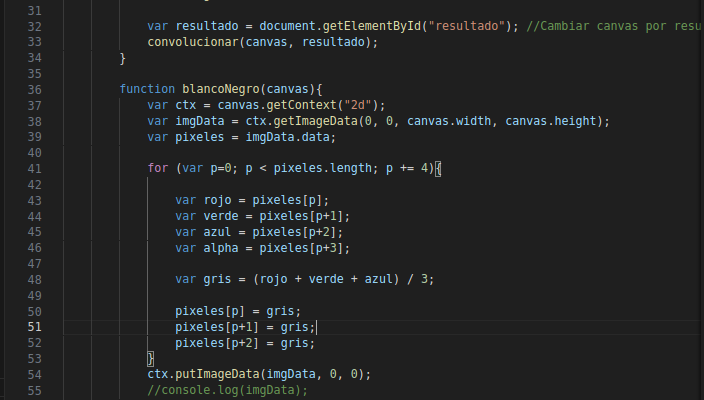 31
32 var resultado = document.getElementById("resultado"); //Cambiar canvas por resu
33 convolucionar(canvas, resultado);
34 }
35
36 function blancoNegro(canvas){
37 var ctx = canvas.getContext("2d");
38 var imgData = ctx.getImageData(0, 0, canvas.width, canvas.height);
39 var pixeles = imgData.data;
40
41 for (var p=0; p < pixeles.length; p += 4){
42
43 var rojo = pixeles[p];
44 var verde = pixeles[p+1];
45 var azul = pixeles[p+2];
46 var alpha = pixeles[p+3];
47
48 var gris = (rojo + verde + azul) / 3;
49
50 pixeles[p] = gris;
51 pixeles[p+1] = gris;
52 pixeles[p+2] = gris;
53 }
54 ctx.putImageData(imgData, 0, 0);
55 //console.log(imgData);